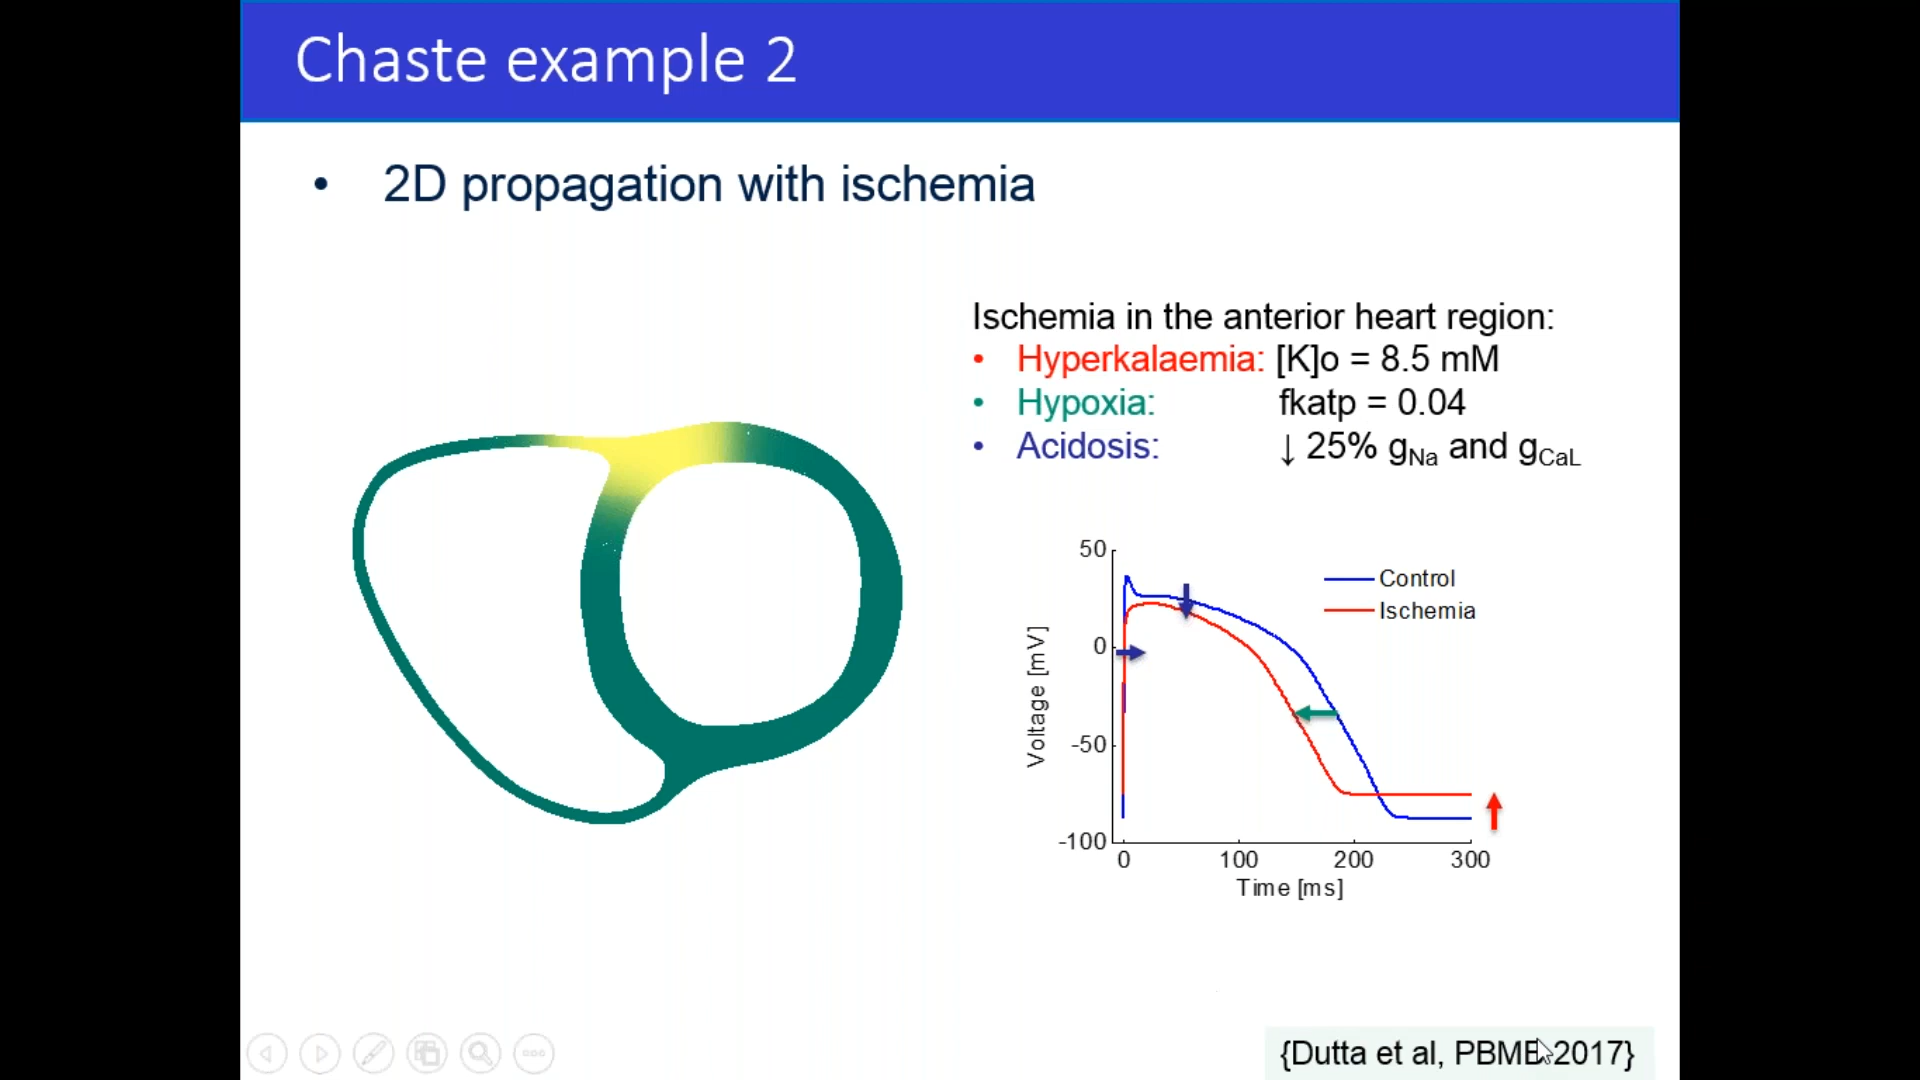 Chaste example 2
• 2D propagation with ischemia
Ischemia in the anterior heart region:
• Hyperkalaemia: [K]o = 8.5 mM
• Hypoxia: fkatp = 0.04
• Acidosis: ↓ 25% gNa and gCaL
50
0
-50
-100
Voltage [mV]
Control
Ischemia
0 100 200 300
Time [ms]
{Dutta et al, PBMB 2017}